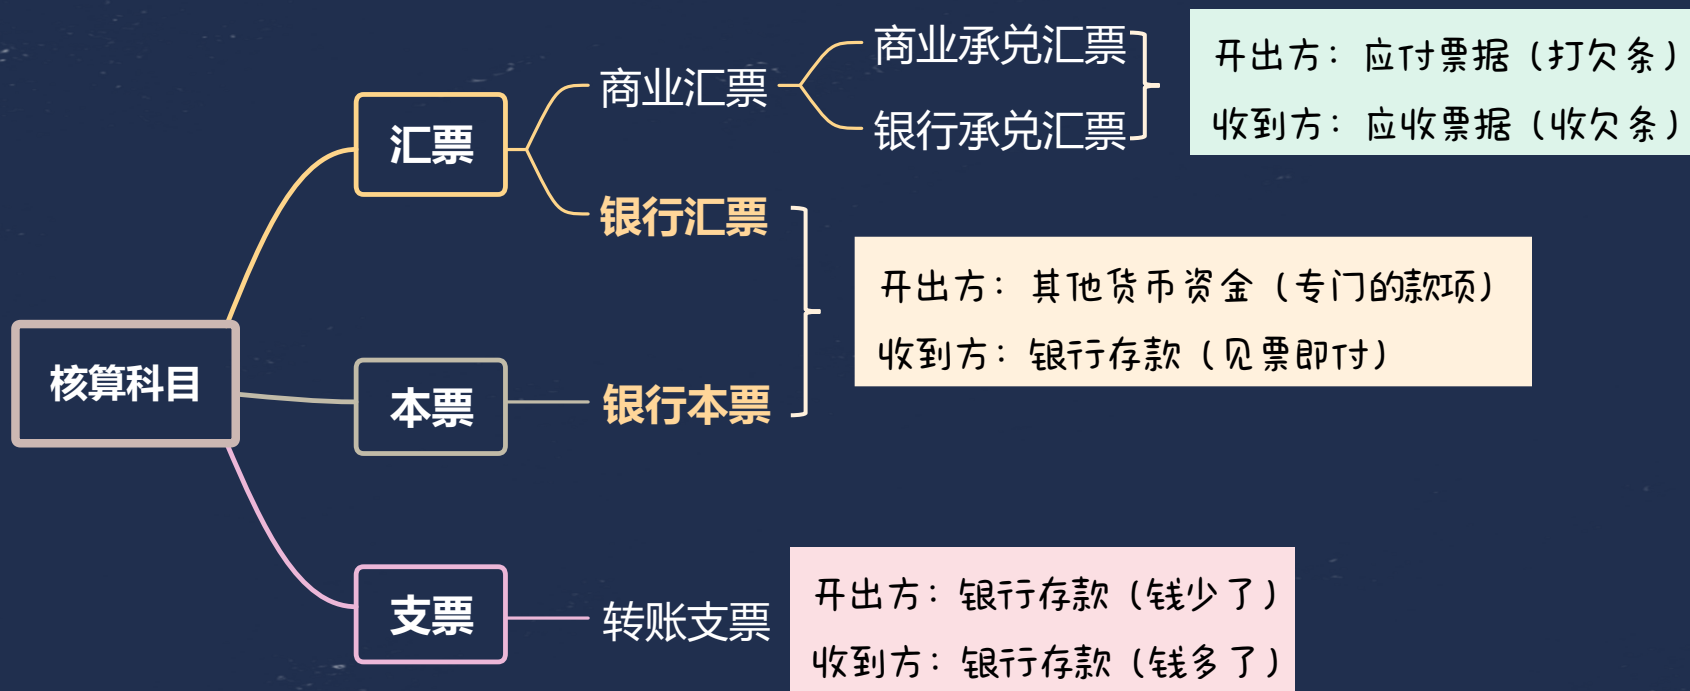 商业承兑汇票
开出方：应付票据（打欠条）
商业汇票
汇票
银行承兑汇票
收到方：应收票据（收欠条）
银行汇票
开出方：其他货币资金（专门的款项）
收到方：银行存款（见票即付）
核算科目
本票
银行本票
开出方：银行存款（钱少了）
支票
转账支票
收到方：银行存款（钱多了）